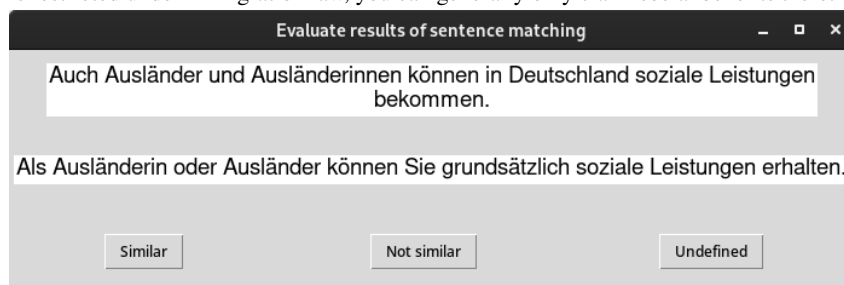 Evaluate results of sentence matching
Auch Ausländer und Ausländerinnen können in Deutschland soziale Leistungen
bekommen.
Als Ausländerin oder Ausländer können Sie grundsätzlich soziale Leistungen erhalten.
Similar
Not similar
Undefined